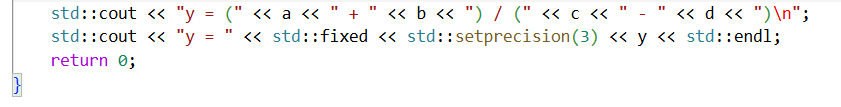 std::cout << "y = (" << a << " + " << b << ") / (" << c << " - " << d << ")\n";
std::cout << "y = " << std::fixed << std::setprecision(3) << y << std::endl;
return 0;
}